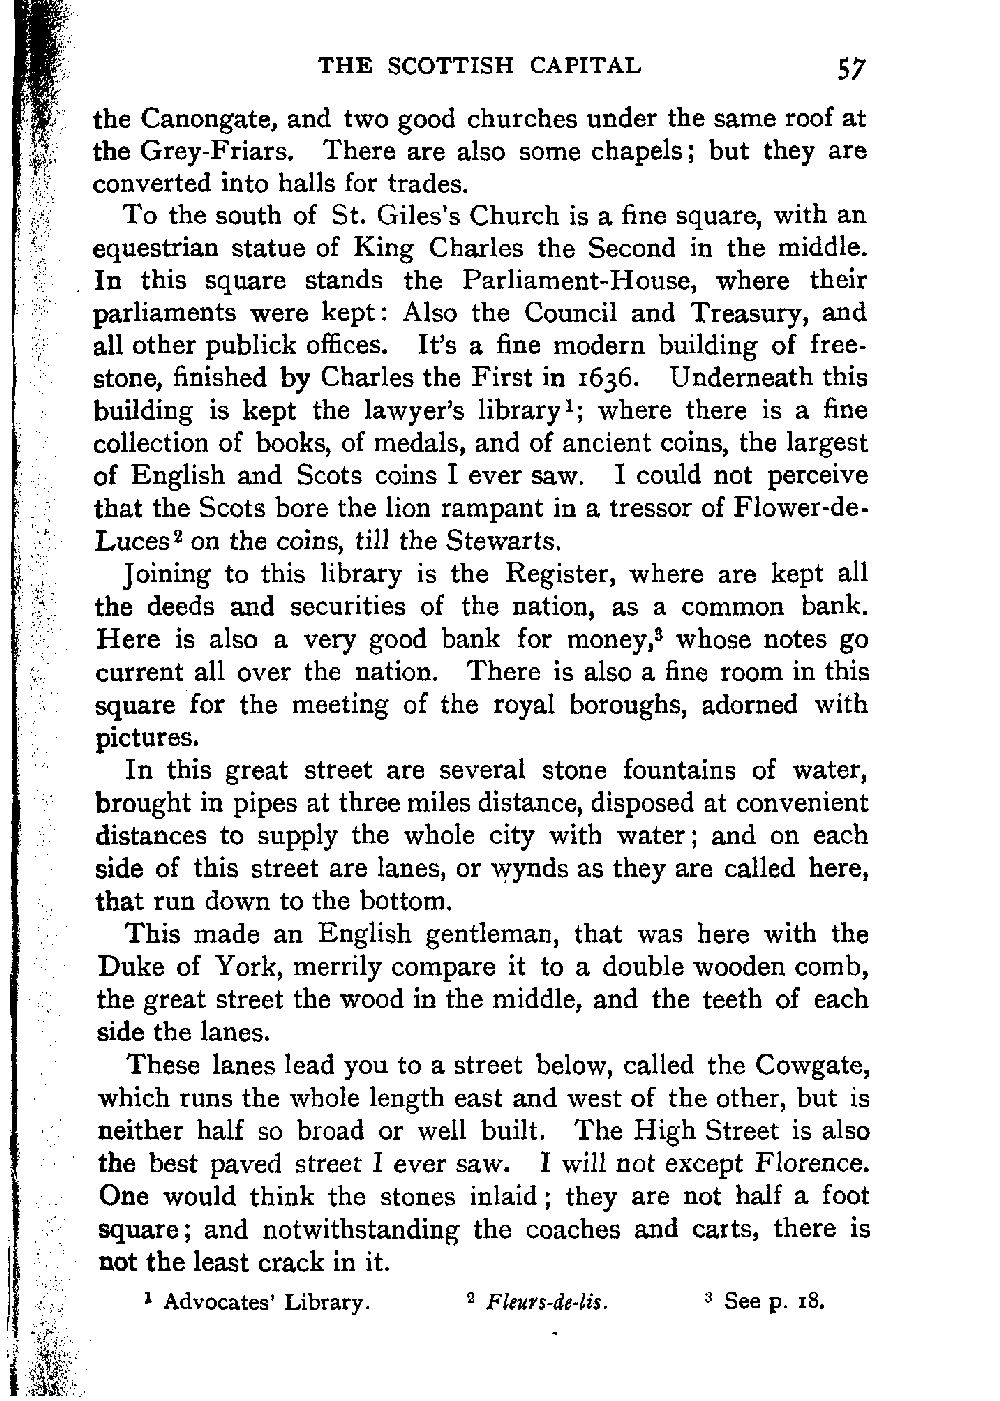 THE SCOTTISH CAPITAL 57
the Canongate, and two good churches under the same roof at
the Grey-Friars. There are also some chapels; but they are
converted into halls for trades.
To the south of St. Giles's Church is a fine square, with an
equestrian statue of King Charles the Second in the middle.
In this square stands the Parliament-House, where their
parliaments were kept: Also the Council and Treasury, and
all other publick offices. It's a fine modern building of free-
stone, finished by Charles the First in 1636. Underneath this
building is kept the lawyer's library¹; where there is a fine
collection of books, of medals, and of ancient coins, the largest
of English and Scots coins I ever saw. I could not perceive
that the Scots bore the lion rampant in a tressor of Flower-de-
Luces² on the coins, till the Stewarts.
Joining to this library is the Register, where are kept all
the deeds and securities of the nation, as a common bank.
Here is also a very good bank for money,³ whose notes go
current all over the nation. There is also a fine room in this
square for the meeting of the royal boroughs, adorned with
pictures.
In this great street are several stone fountains of water,
brought in pipes at three miles distance, disposed at convenient
distances to supply the whole city with water; and on each
side of this street are lanes, or wynds as they are called here,
that run down to the bottom.
This made an English gentleman, that was here with the
Duke of York, merrily compare it to a double wooden comb,
the great street the wood in the middle, and the teeth of each
side the lanes.
These lanes lead you to a street below, called the Cowgate,
which runs the whole length east and west of the other, but is
neither half so broad or well built. The High Street is also
the best paved street I ever saw. I will not except Florence.
One would think the stones inlaid; they are not half a foot
square; and notwithstanding the coaches and carts, there is
not the least crack in it.
¹ Advocates' Library. ² Fleurs-de-lis. ³ See p. 18.